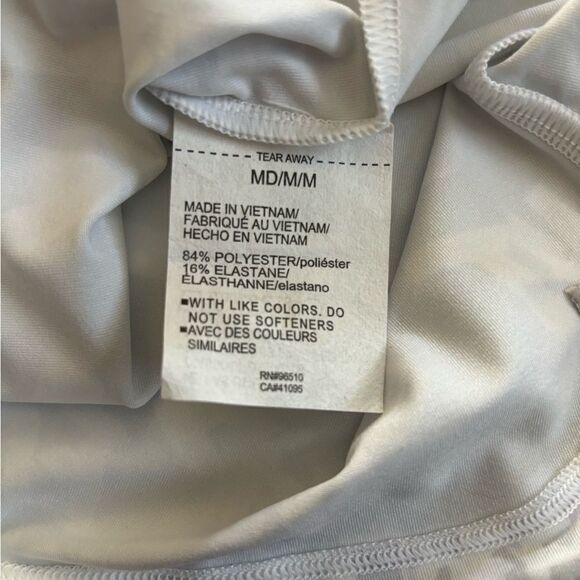 TEAR AWAY
MD/M/M
MADE IN VIETNAM/
FABRIQUÉ AU VIETNAM/
HECHO EN VIETNAM
84% POLYESTER/poliéster
16% ELASTANE/
ÉLASTHANNE/elastano
▪WITH LIKE COLORS. DO
NOT USE SOFTENERS
▪AVEC DES COULEURS
SIMILAIRES
RN#96510
CA#41095